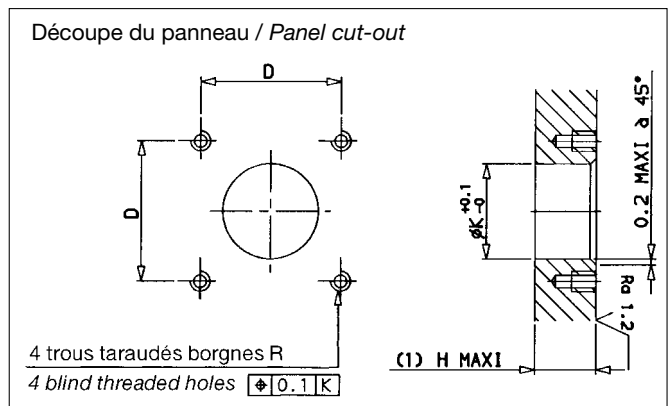 Découpe du panneau / Panel cut-out
D
D
øK +0.1 -0
0.2 MAXI à 45°
Ra 1.2
4 trous taraudés borgnes R
4 blind threaded holes ⌖ 0.1 K
(1) H MAXI